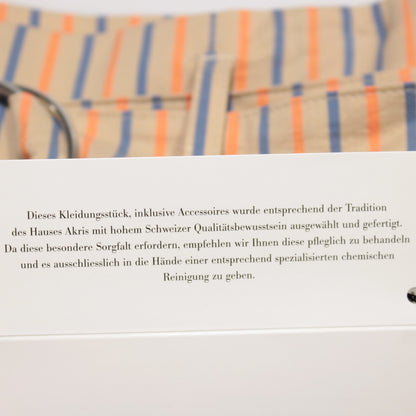 Dieses Kleidungsstück, inklusive Accessoires wurde entsprechend der Tradition
des Hauses Akris mit hohem Schweizer Qualitätsbewusstsein ausgewählt und gefertigt.
Da diese besondere Sorgfalt erfordern, empfehlen wir Ihnen diese pfleglich zu behandeln
und es ausschliesslich in die Hände einer entsprechend spezialisierten chemischen
Reinigung zu geben.